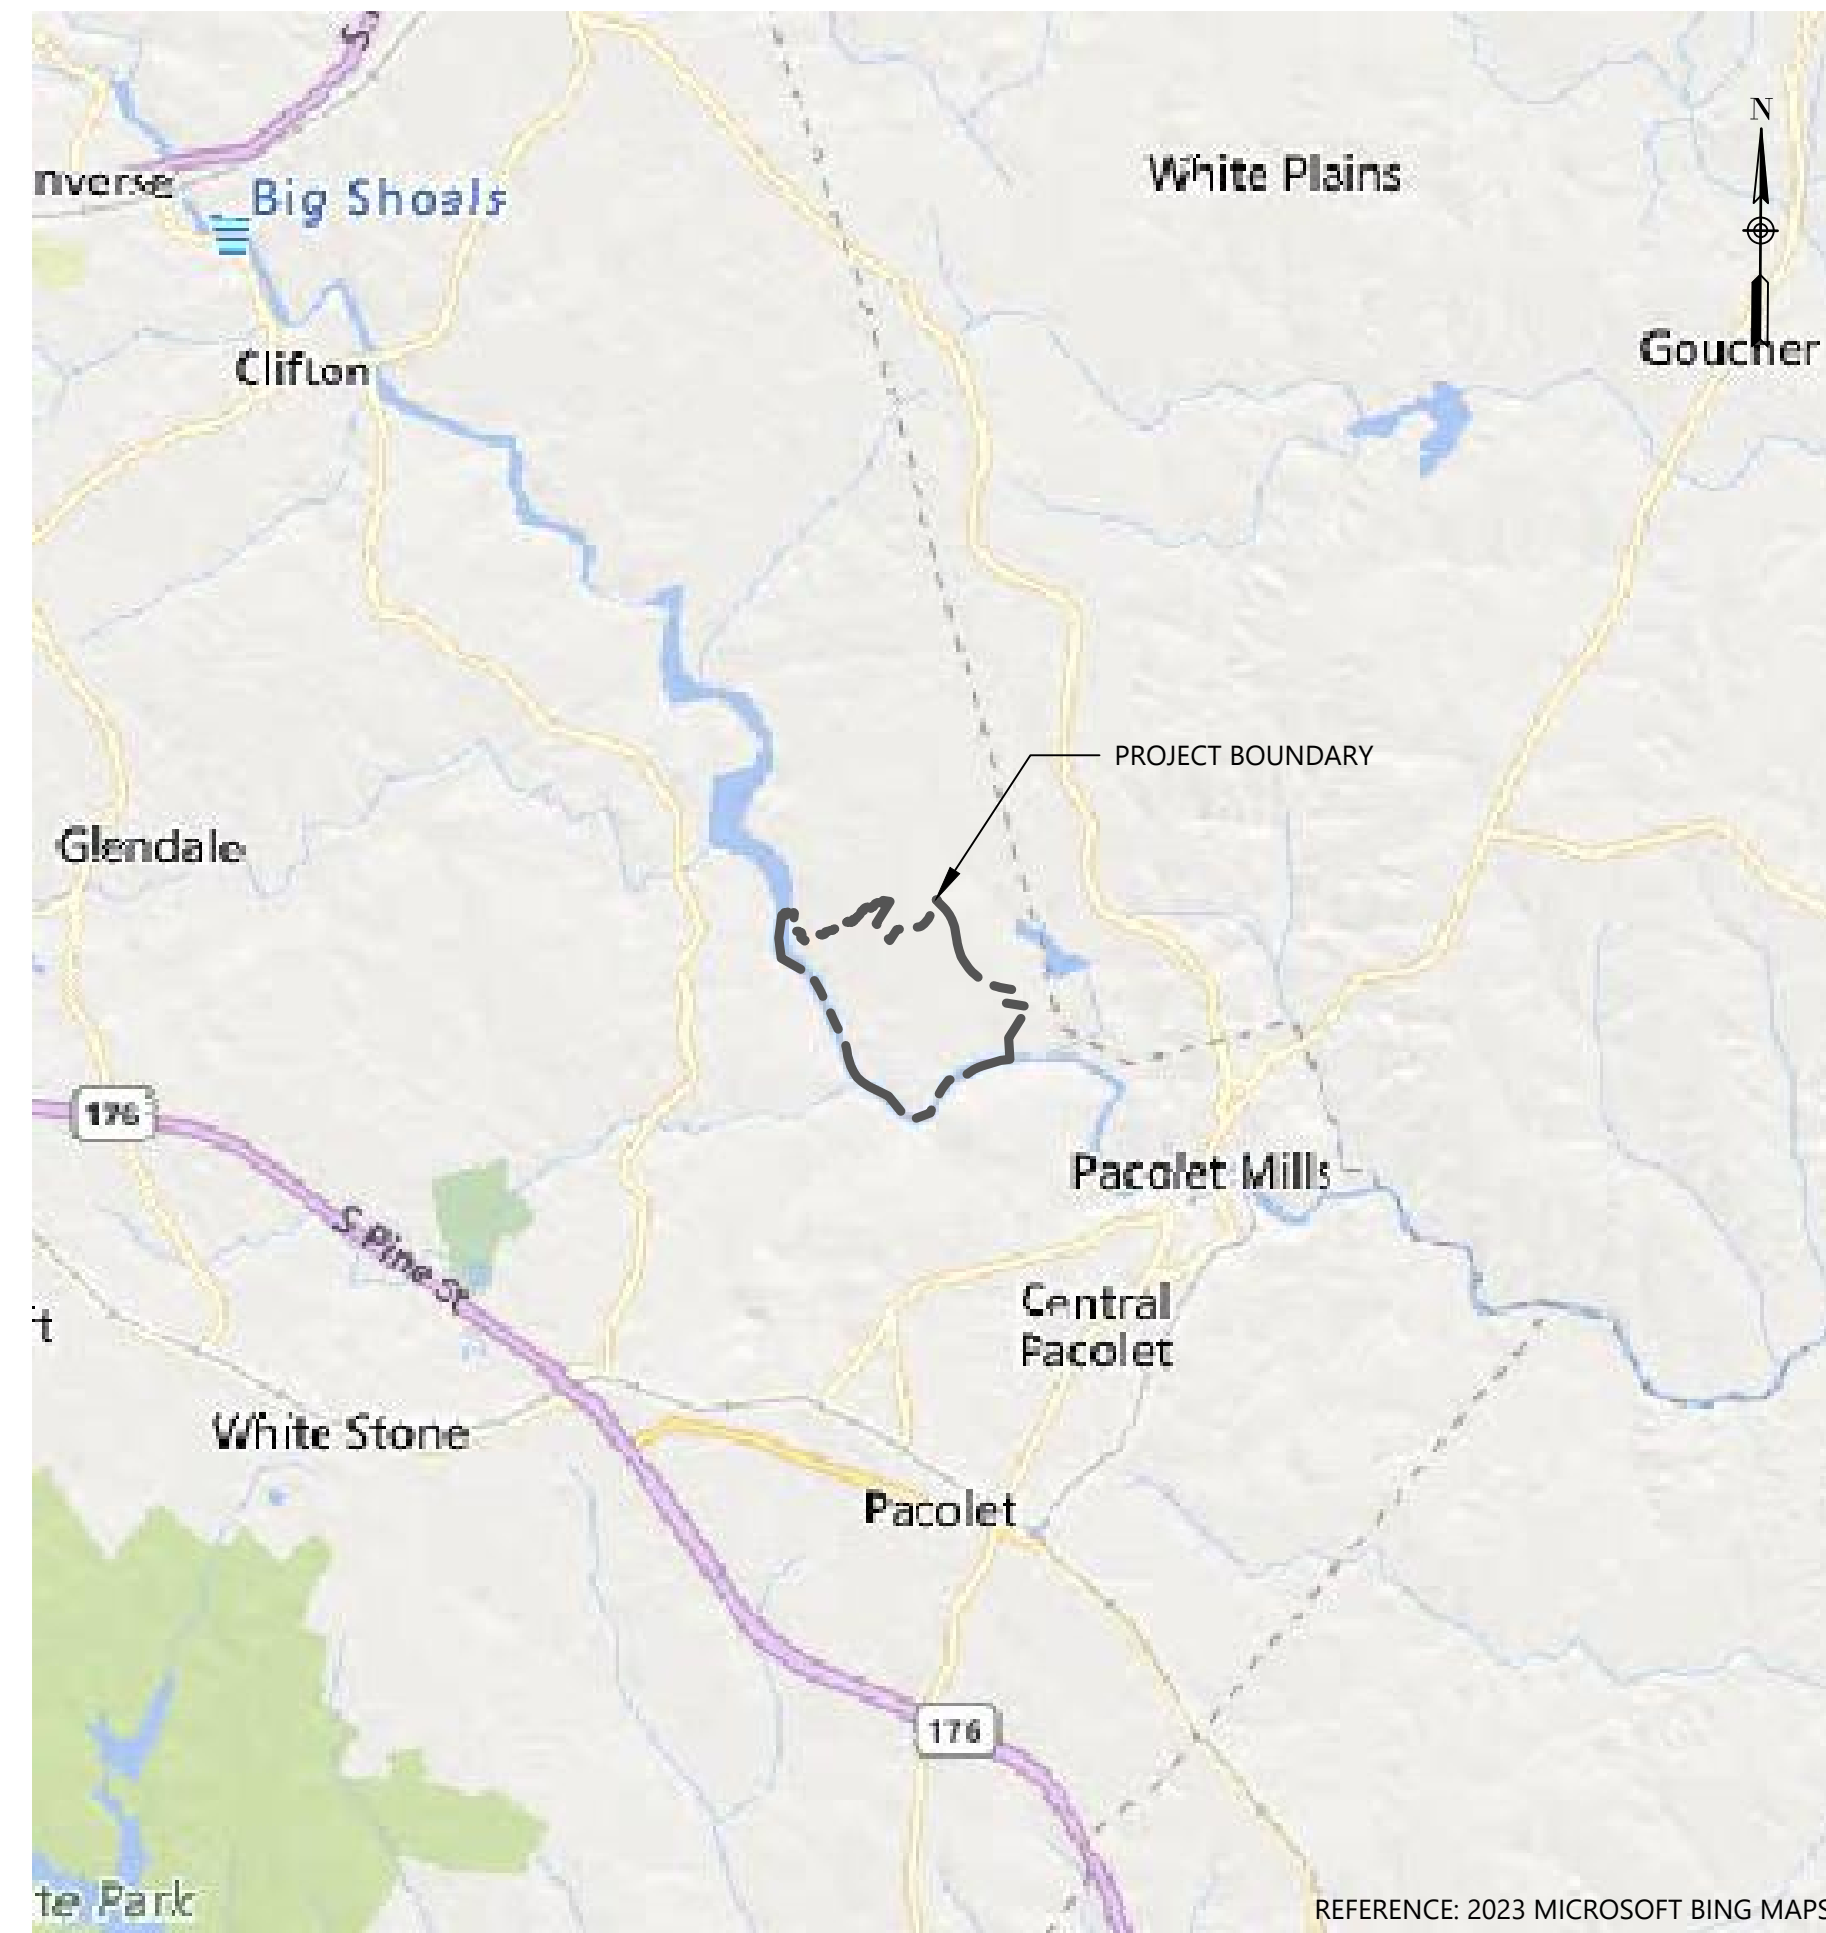 N
White Plains
nverse
Big Shoals
Goucher
Clifton
PROJECT BOUNDARY
Glendale
176
Pacolet Mills
S Pine St
Central
Pacolet
White Stone
Pacolet
176
te Park
REFERENCE: 2023 MICROSOFT BING MAPS